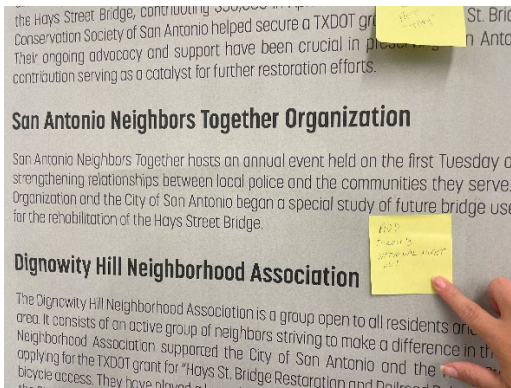 the Hays Street Bridge, contributing
Conservation Society of San Antonio helped secure a TXDOT St. Bri
Their ongoing advocacy and support have been crucial in
contribution serving as a catalyst for further restoration efforts.
San Antonio Neighbors Together Organization
San Antonio Neighbors Together hosts an annual event held on the first Tuesday
strengthening relationships between local police and the communities they serve.
Organization and the City of San Antonio began a special study of future bridge use
for the rehabilitation of the Hays Street Bridge.
Dignowity Hill Neighborhood Association
The Dignowity Hill Neighborhood Association is a group open to all residents
area. It consists of an active group of neighbors striving to make a difference in
Neighborhood Association supported the City of San Antonio and the
applying for the TXDOT grant for "Hays St. Bridge Restoration and
bicycle access. They have played